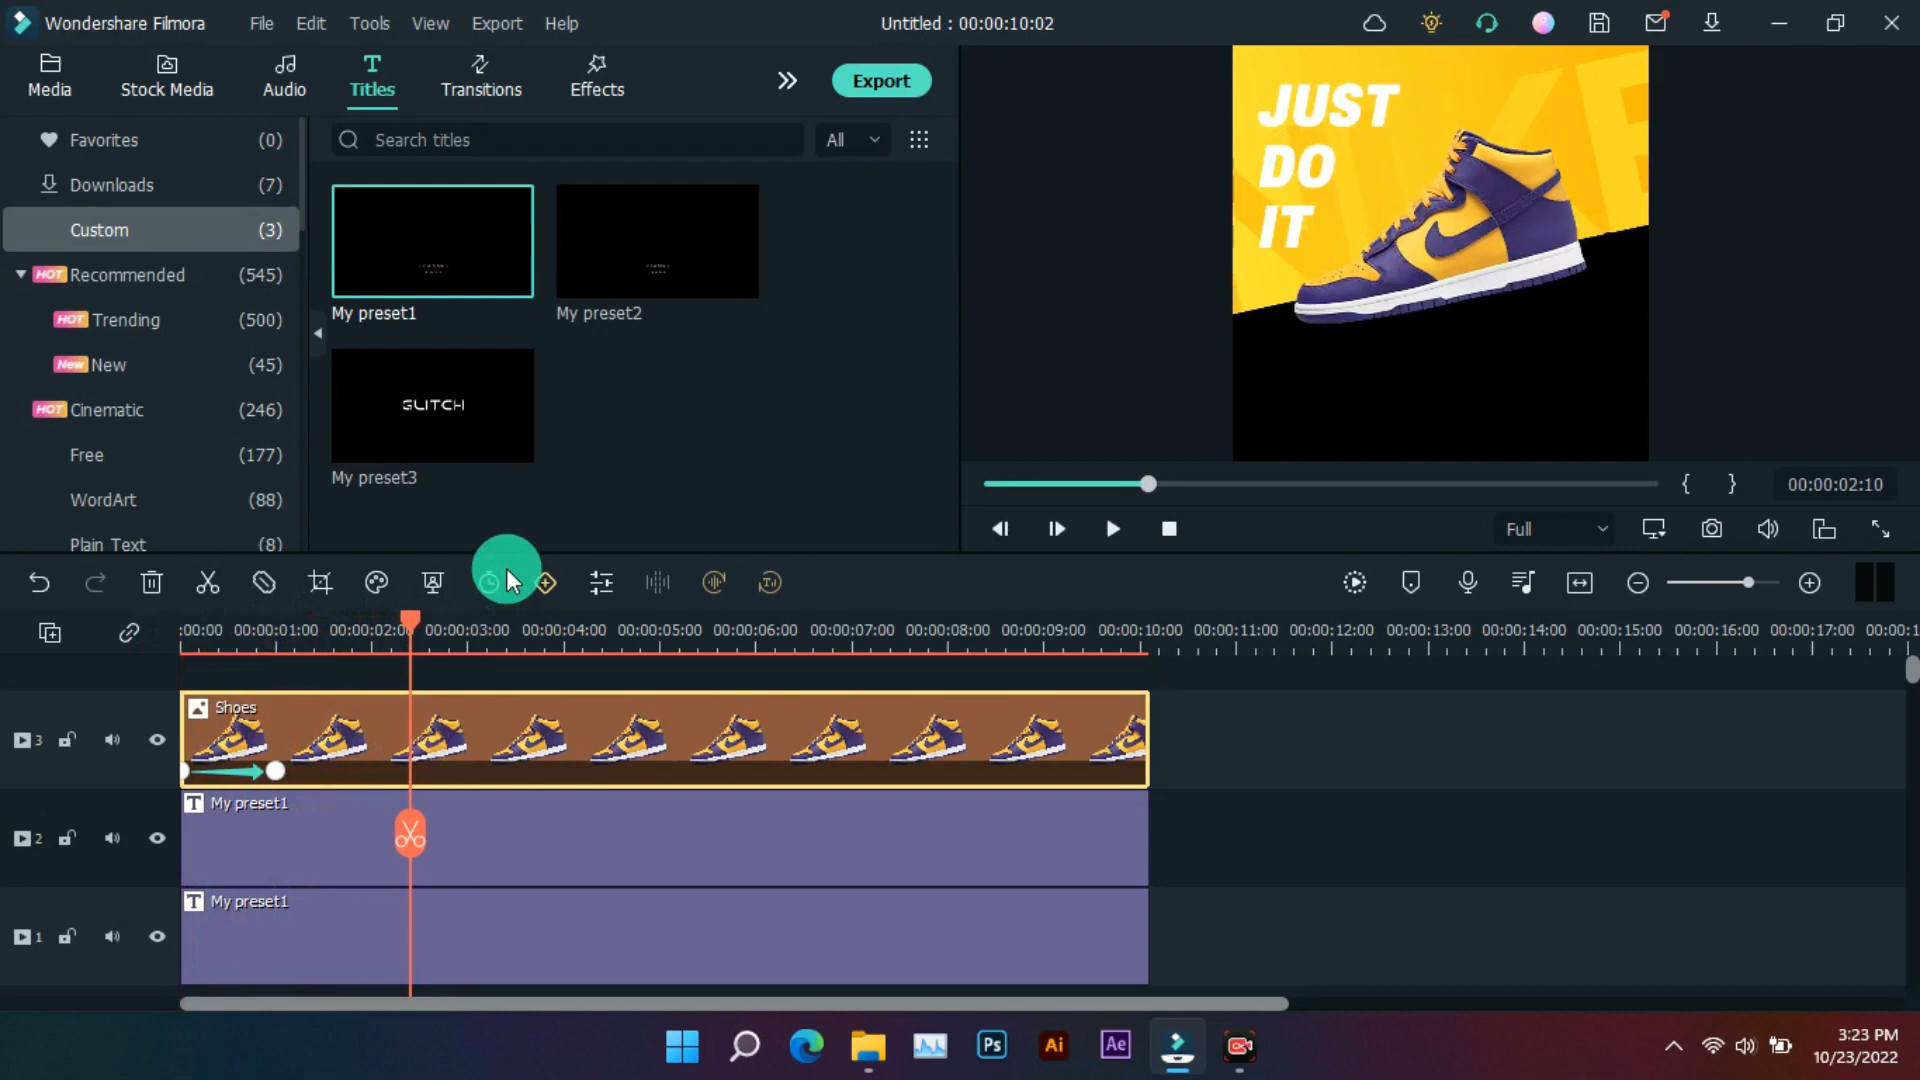 Wondershare Filmora File Edit Tools View Export Help Untitled : 00:00:10:02
Media Stock Media Audio Titles Transitions Effects Export
Favorites (0)
Downloads (7)
Custom (3)
HOT Recommended (545)
HOT Trending (500)
New New (45)
HOT Cinematic (246)
Free (177)
WordArt (88)
Plain Text (8)
Search titles All
My preset1 My preset2
GLITCH
My preset3
JUST
DO
IT
00:00:02:10
Full
:00:00 00:00:01:00 00:00:02:0 00:00:03:00 00:00:04:00 00:00:05:00 00:00:06:00 00:00:07:00 00:00:08:00 00:00:09:00 00:00:10:00 00:00:11:00 00:00:12:00 00:00:13:00 00:00:14:00 00:00:15:00 00:00:16:00 00:00:17:00 00:00:1
3 Shoes
2 My preset1
1 My preset1
Ps Ai Ae
3:23 PM
10/23/2022